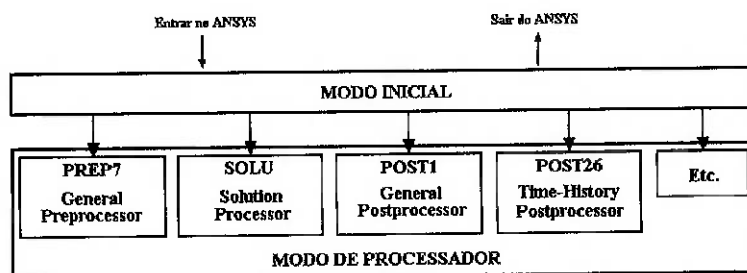 Entrar no ANSYS
Sair do ANSYS
MODO INICIAL
PREP7
General
Preprocessor
SOLU
Solution
Processor
POST1
General
Postprocessor
POST26
Time-History
Postprocessor
Etc.
MODO DE PROCESSADOR